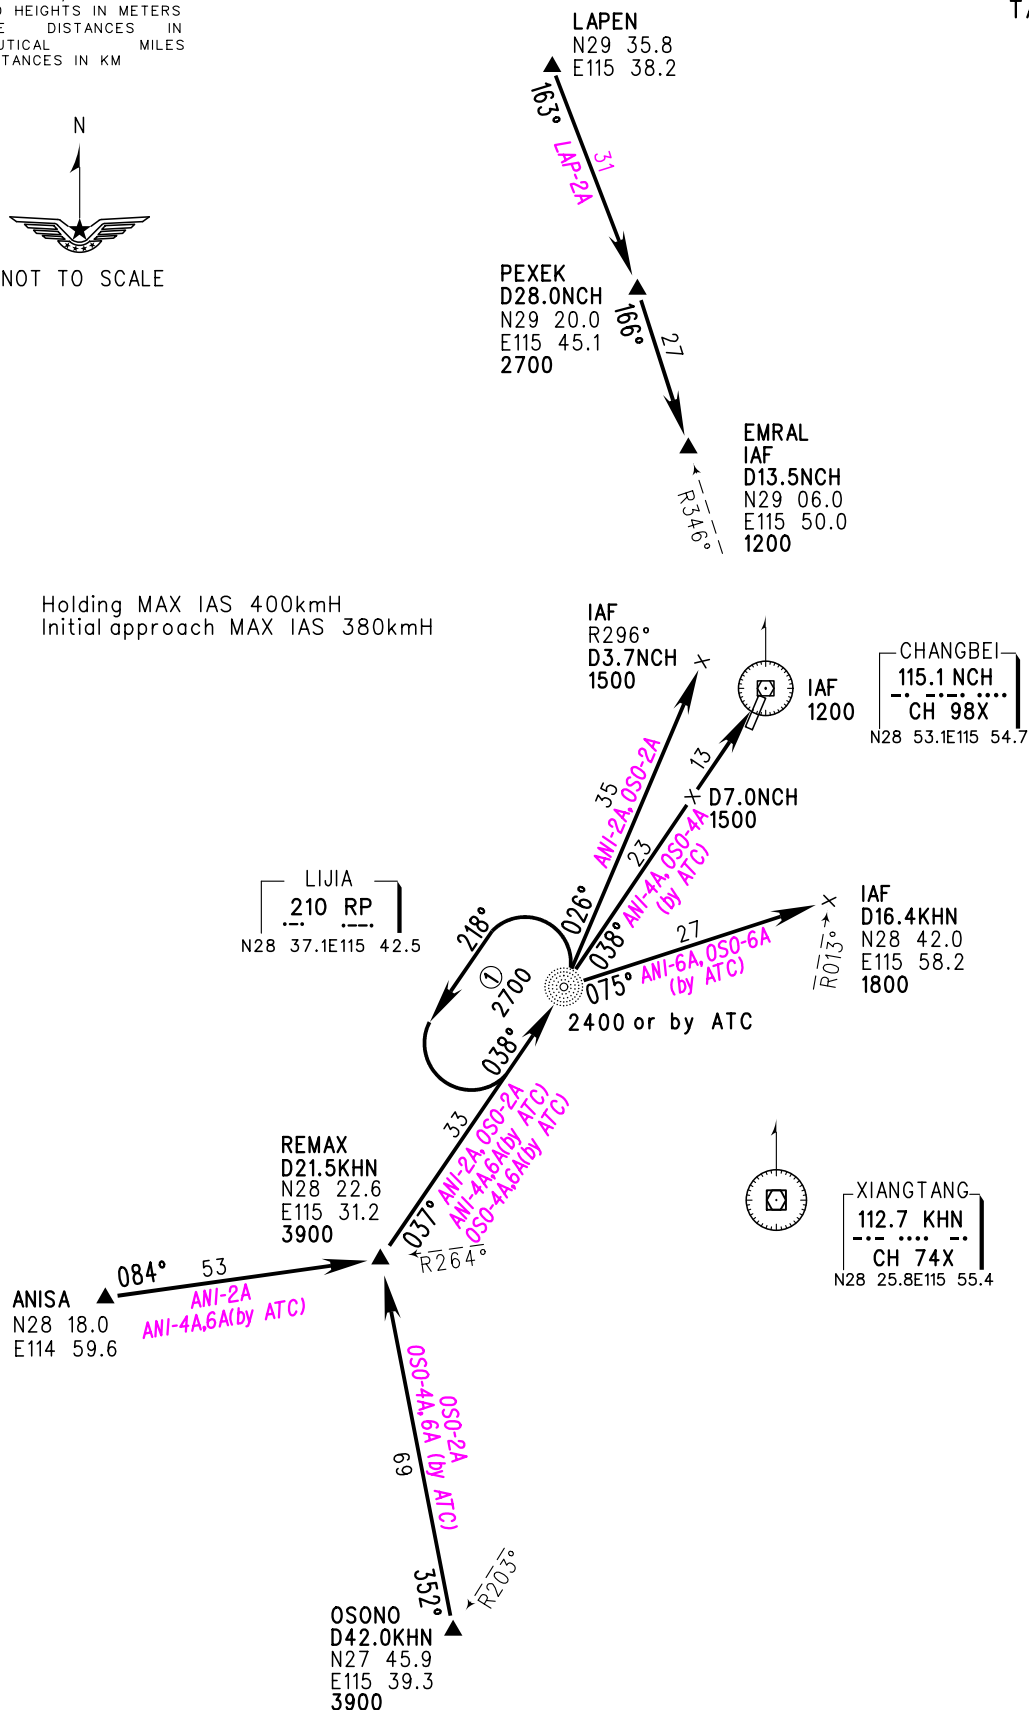 HEIGHTS IN METERS
DISTANCES IN
MILES
IN KM
N
NOT TO SCALE
LAPEN
N29 35.8
E115 38.2
163°
31
LAP-2A
PEXEK
D28.0NCH
N29 20.0
E115 45.1
2700
166°
27
EMRAL
IAF
D13.5NCH
N29 06.0
E115 50.0
1200
R346°
Holding MAX IAS 400kmH
Initial approach MAX IAS 380kmH
IAF
R296°
D3.7NCH
1500
IAF
1200
CHANGBEI
115.1 NCH
CH 98X
N28 53.1E115 54.7
35
ANI-2A, OSO-2A
13
D7.0NCH
1500
23
ANI-4A, OSO-4A
(by ATC)
LIJIA
210 RP
N28 37.1E115 42.5
218°
026°
038°
27
ANI-6A, OSO-6A
(by ATC)
075°
IAF
D16.4KHN
N28 42.0
E115 58.2
1800
R013°
1
2700
2400 or by ATC
038°
33
ANI-2A, OSO-2A
ANI-4A,6A(by ATC)
OSO-4A,6A(by ATC)
037°
REMAX
D21.5KHN
N28 22.6
E115 31.2
3900
R264°
XIANGTANG
112.7 KHN
CH 74X
N28 25.8E115 55.4
084°
53
ANI-2A
ANI-4A,6A(by ATC)
ANISA
N28 18.0
E114 59.6
OSO-2A
OSO-4A, 6A (by ATC)
69
352°
R203°
OSONO
D42.0KHN
N27 45.9
E115 39.3
3900